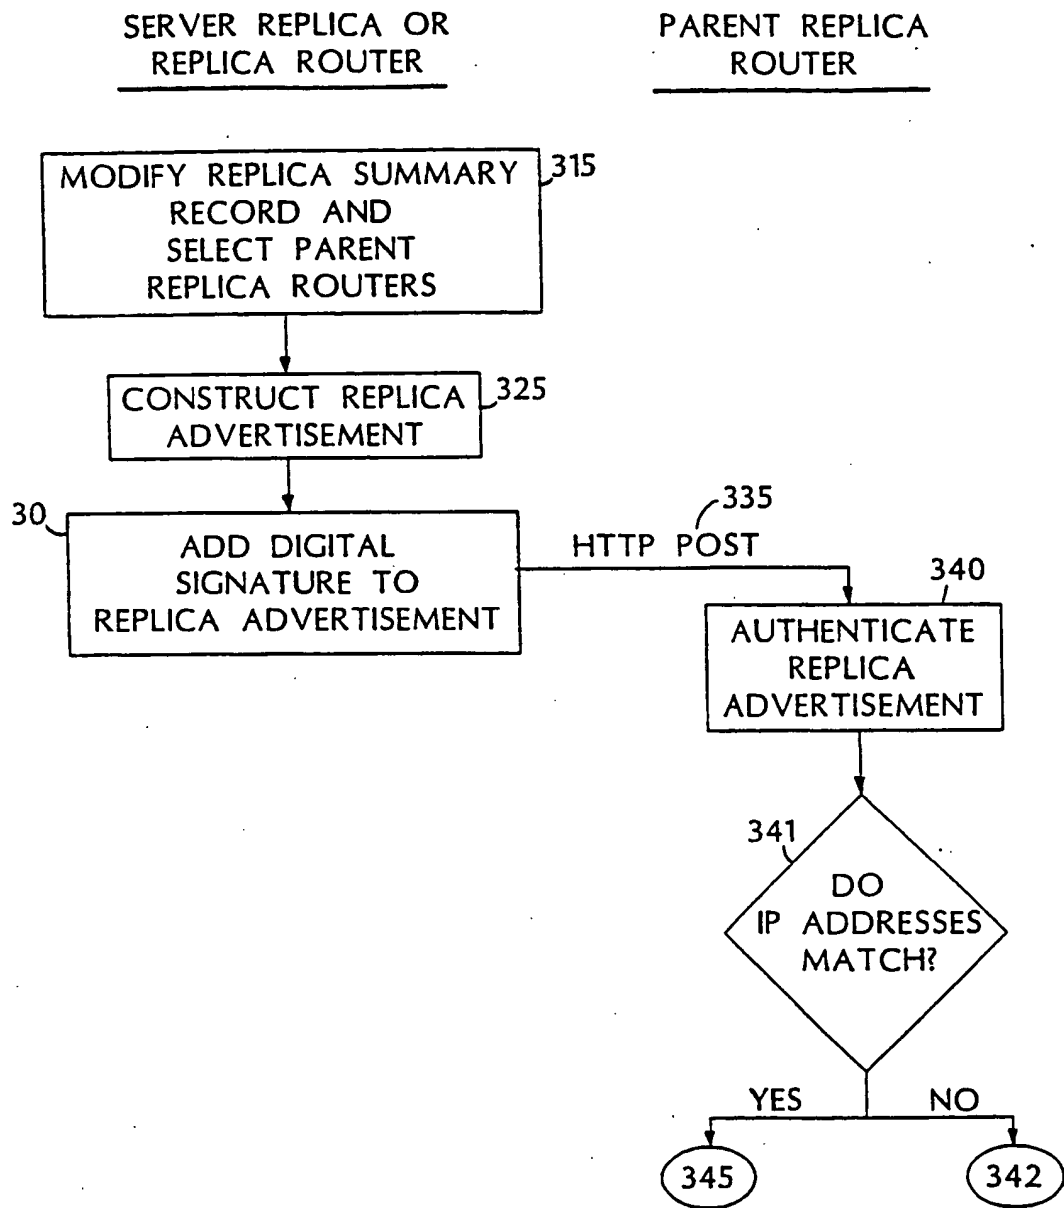 SERVER REPLICA OR
REPLICA ROUTER
PARENT REPLICA
ROUTER
MODIFY REPLICA SUMMARY
RECORD AND
SELECT PARENT
REPLICA ROUTERS
315
CONSTRUCT REPLICA
ADVERTISEMENT
325
30
ADD DIGITAL
SIGNATURE TO
REPLICA ADVERTISEMENT
335
HTTP POST
340
AUTHENTICATE
REPLICA
ADVERTISEMENT
341
DO
IP ADDRESSES
MATCH?
YES
NO
345
342